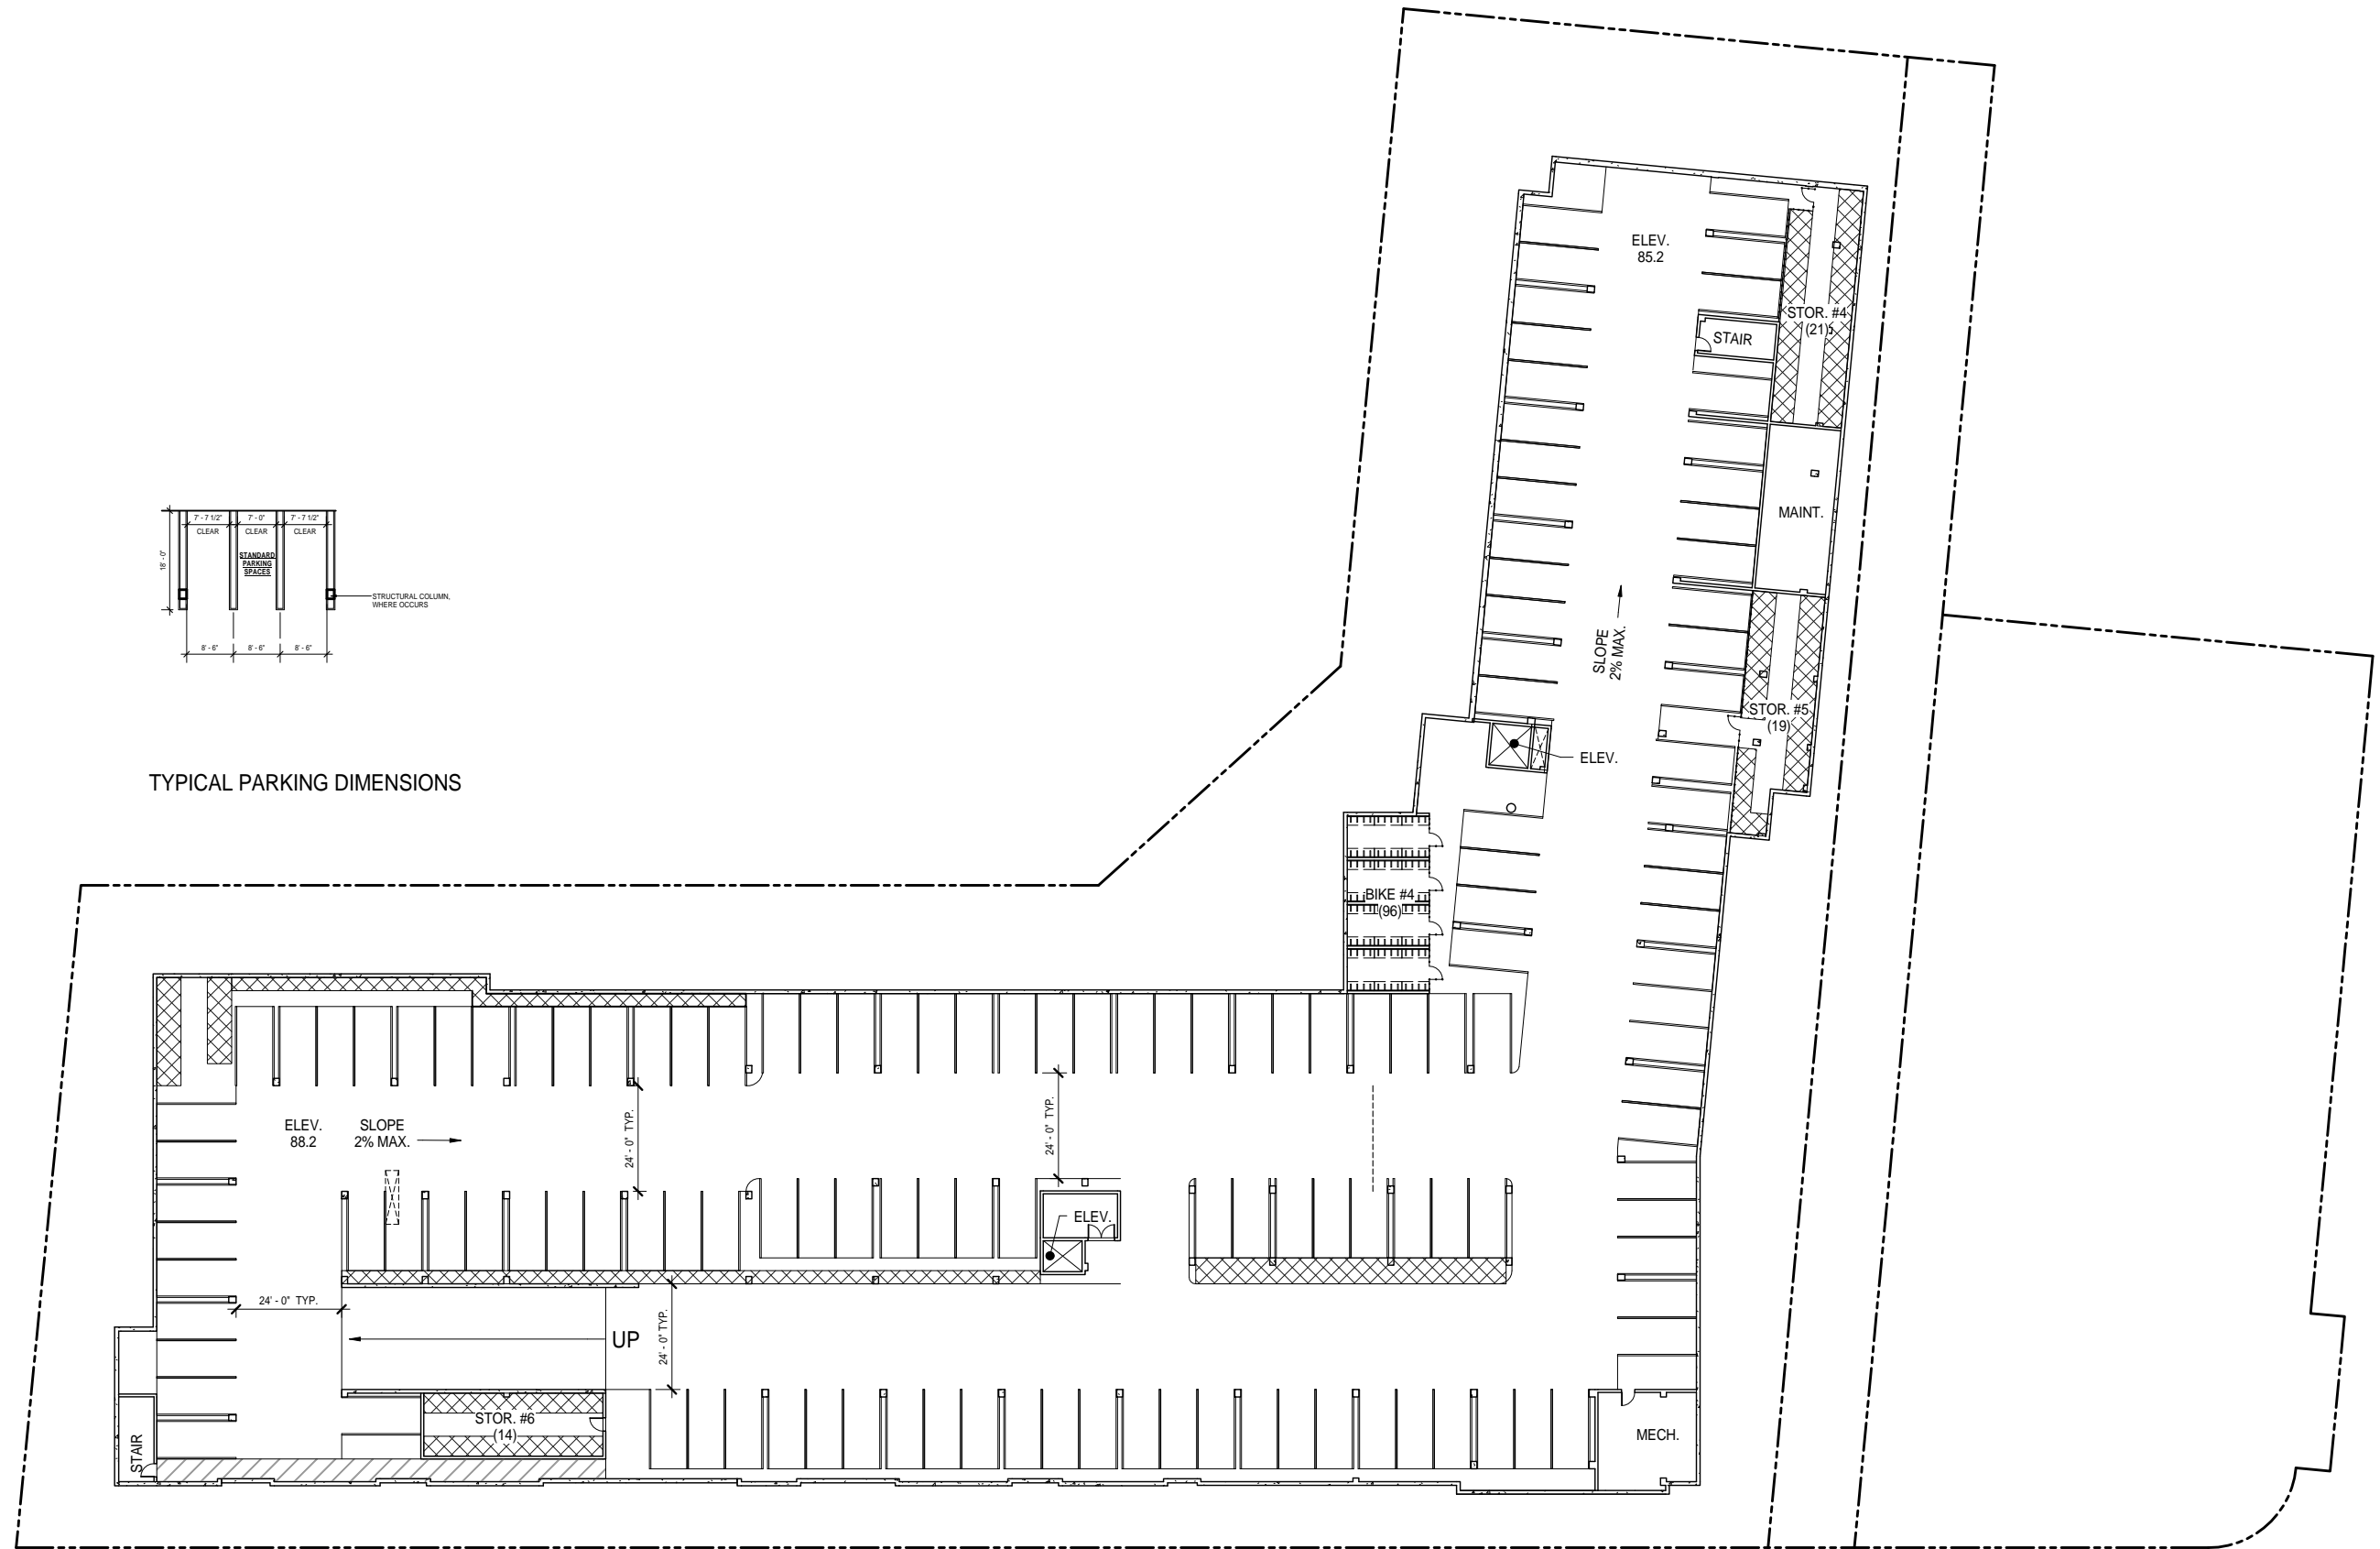 ELEV.
85.2
STOR. #4
(21)
STAIR
MAINT.
SLOPE
2% MAX.
STOR. #5
(19)
ELEV.
BIKE #4
(96)
7' - 7 1/2"
7' - 0"
7' - 7 1/2"
CLEAR
CLEAR
CLEAR
18' - 0"
STANDARD
PARKING
SPACES
STRUCTURAL COLUMN,
WHERE OCCURS
8' - 6"
8' - 6"
8' - 6"
TYPICAL PARKING DIMENSIONS
ELEV.
88.2
SLOPE
2% MAX.
24' - 0" TYP.
24' - 0" TYP.
ELEV.
24' - 0" TYP.
UP
24' - 0" TYP.
STOR. #6
(14)
STAIR
MECH.